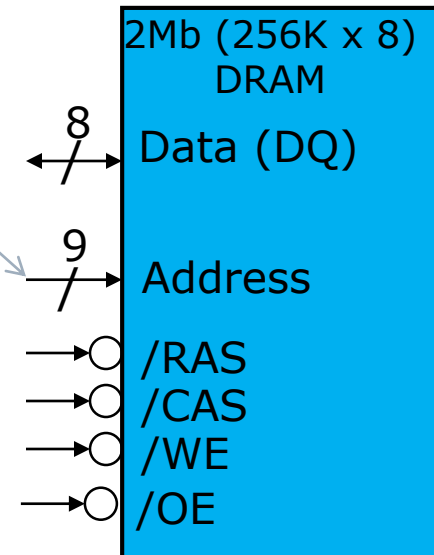 2Mb (256K x 8)
DRAM
8
Data (DQ)
9
Address
/RAS
/CAS
/WE
/OE